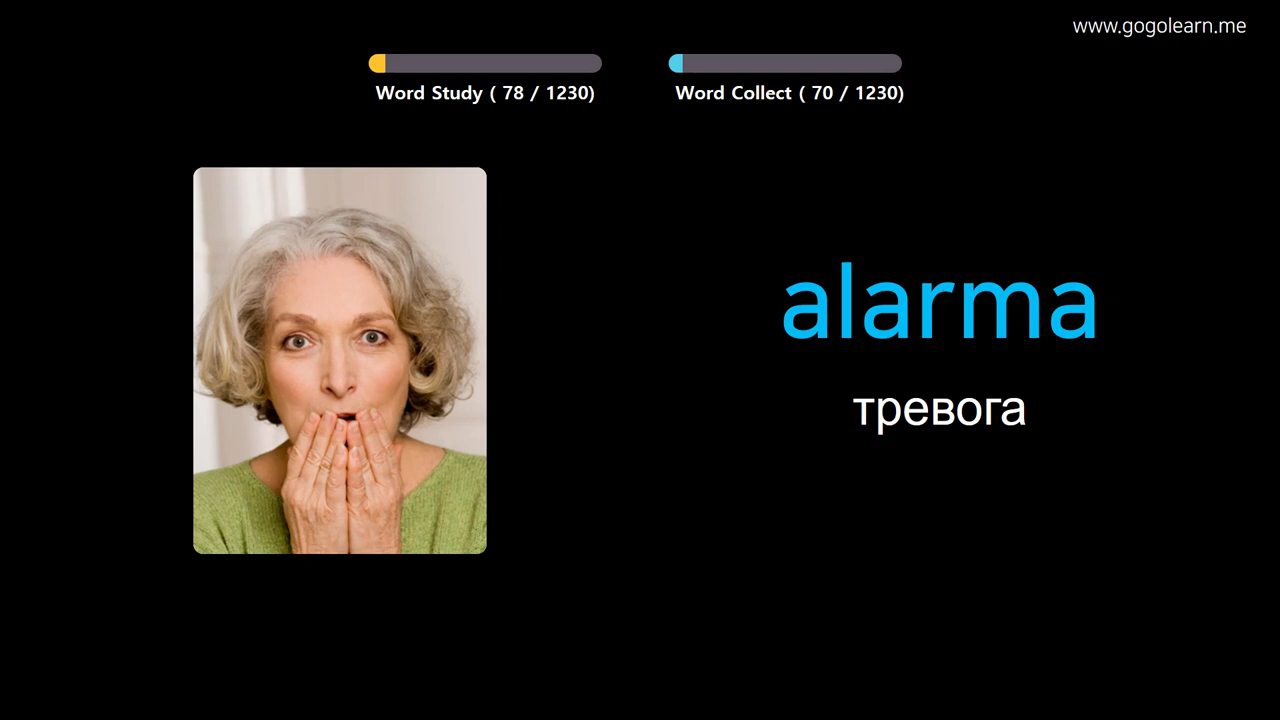 www.gogolearn.me
Word Study ( 78 / 1230)
Word Collect ( 70 / 1230)
alarma
тревога